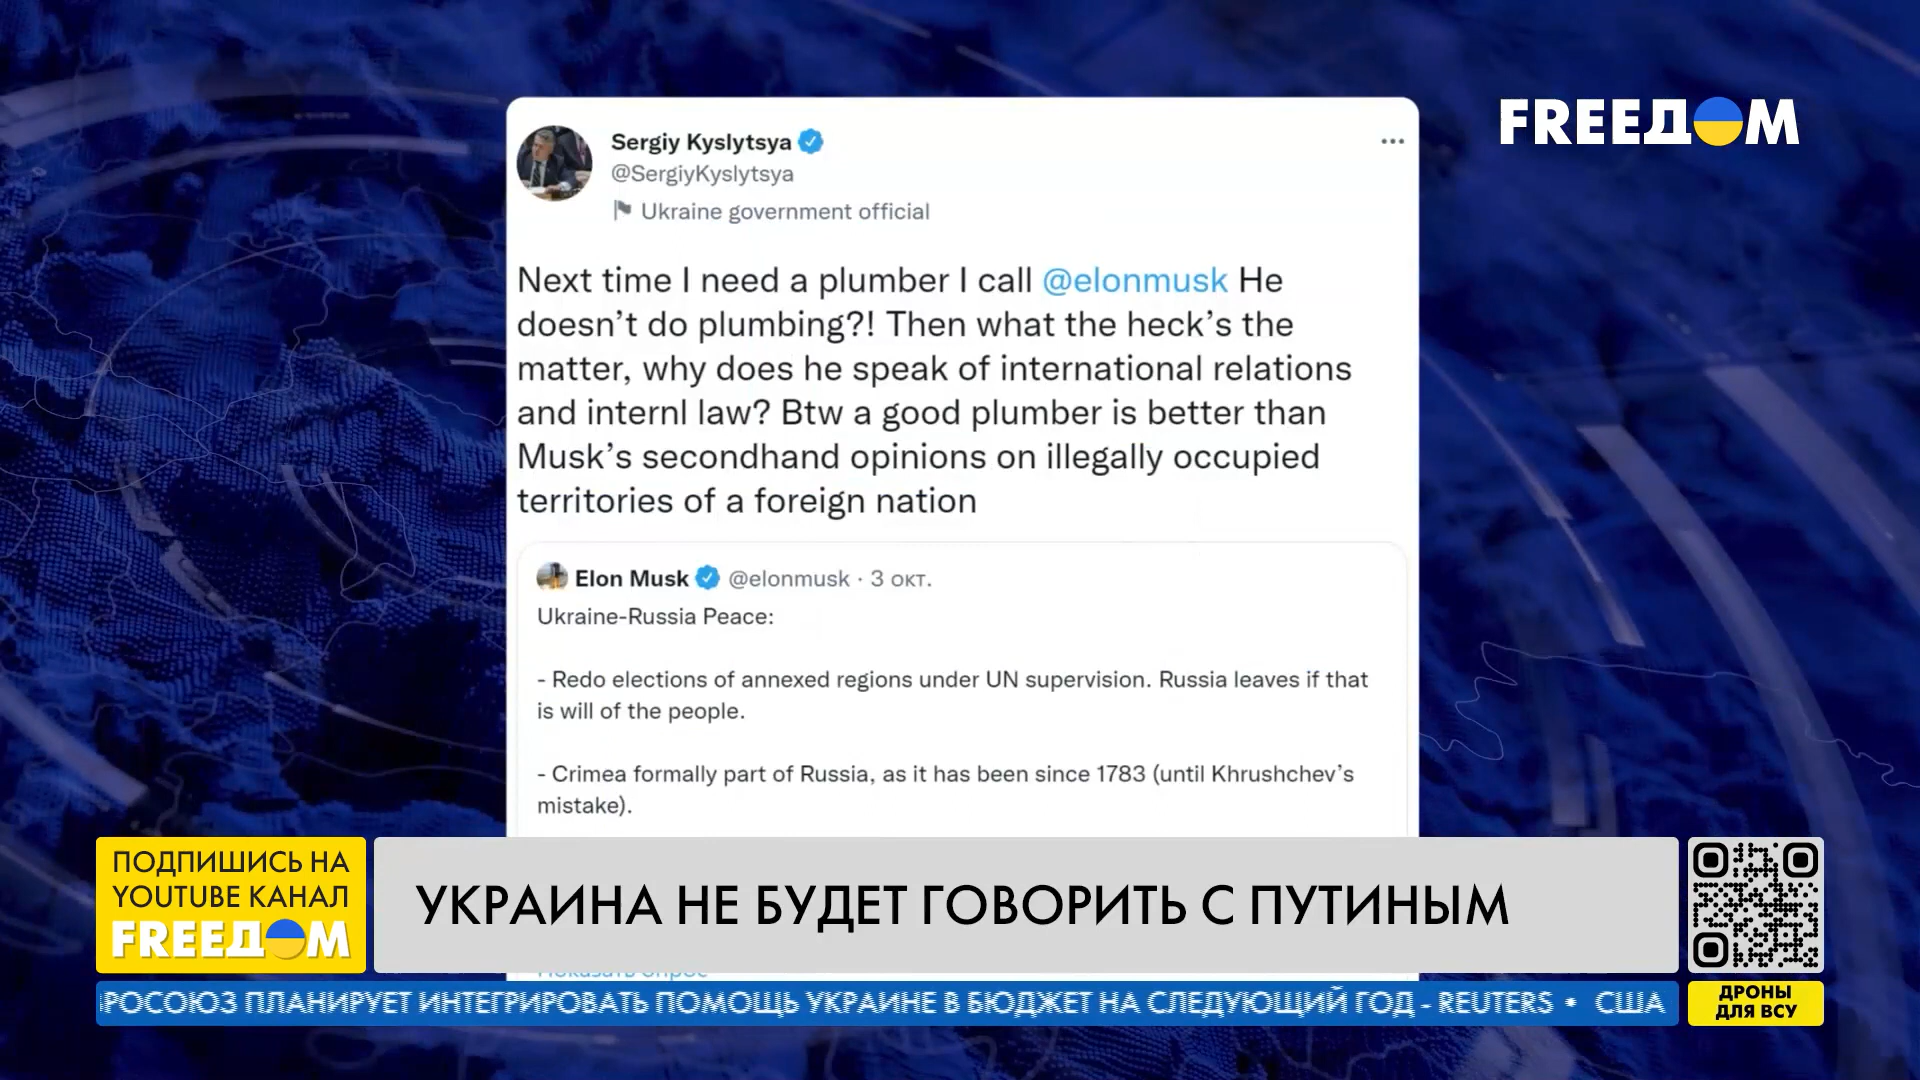 FREEДOM
Sergiy Kyslytsya
@SergiyKyslytsya
Ukraine government official
Next time I need a plumber I call @elonmusk He
doesn't do plumbing?! Then what the heck's the
matter, why does he speak of international relations
and internl law? Btw a good plumber is better than
Musk's secondhand opinions on illegally occupied
territories of a foreign nation
Elon Musk @elonmusk · 3 окт.
Ukraine-Russia Peace:
- Redo elections of annexed regions under UN supervision. Russia leaves if that
is will of the people.
- Crimea formally part of Russia, as it has been since 1783 (until Khrushchev's
mistake).
ПОДПИШИСЬ НА
YOUTUBE КАНАЛ
FREEДOM
УКРАИНА НЕ БУДЕТ ГОВОРИТЬ С ПУТИНЫМ
Показать опрос
РОСОЮЗ ПЛАНИРУЕТ ИНТЕГРИРОВАТЬ ПОМОЩЬ УКРАИНЕ В БЮДЖЕТ НА СЛЕДУЮЩИЙ ГОД - REUTERS • США
ДРОНЫ
ДЛЯ ВСУ